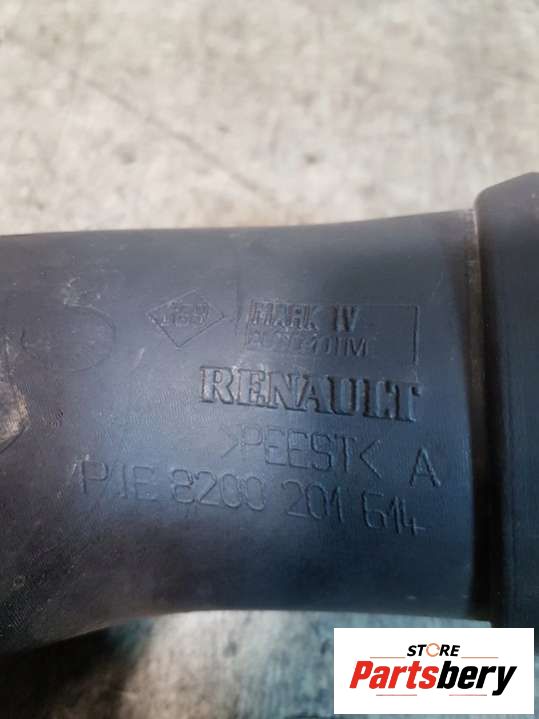 MARK IV
RENAULT
>PEEST< A
P/E 8200 201 614
STORE
Partsbery